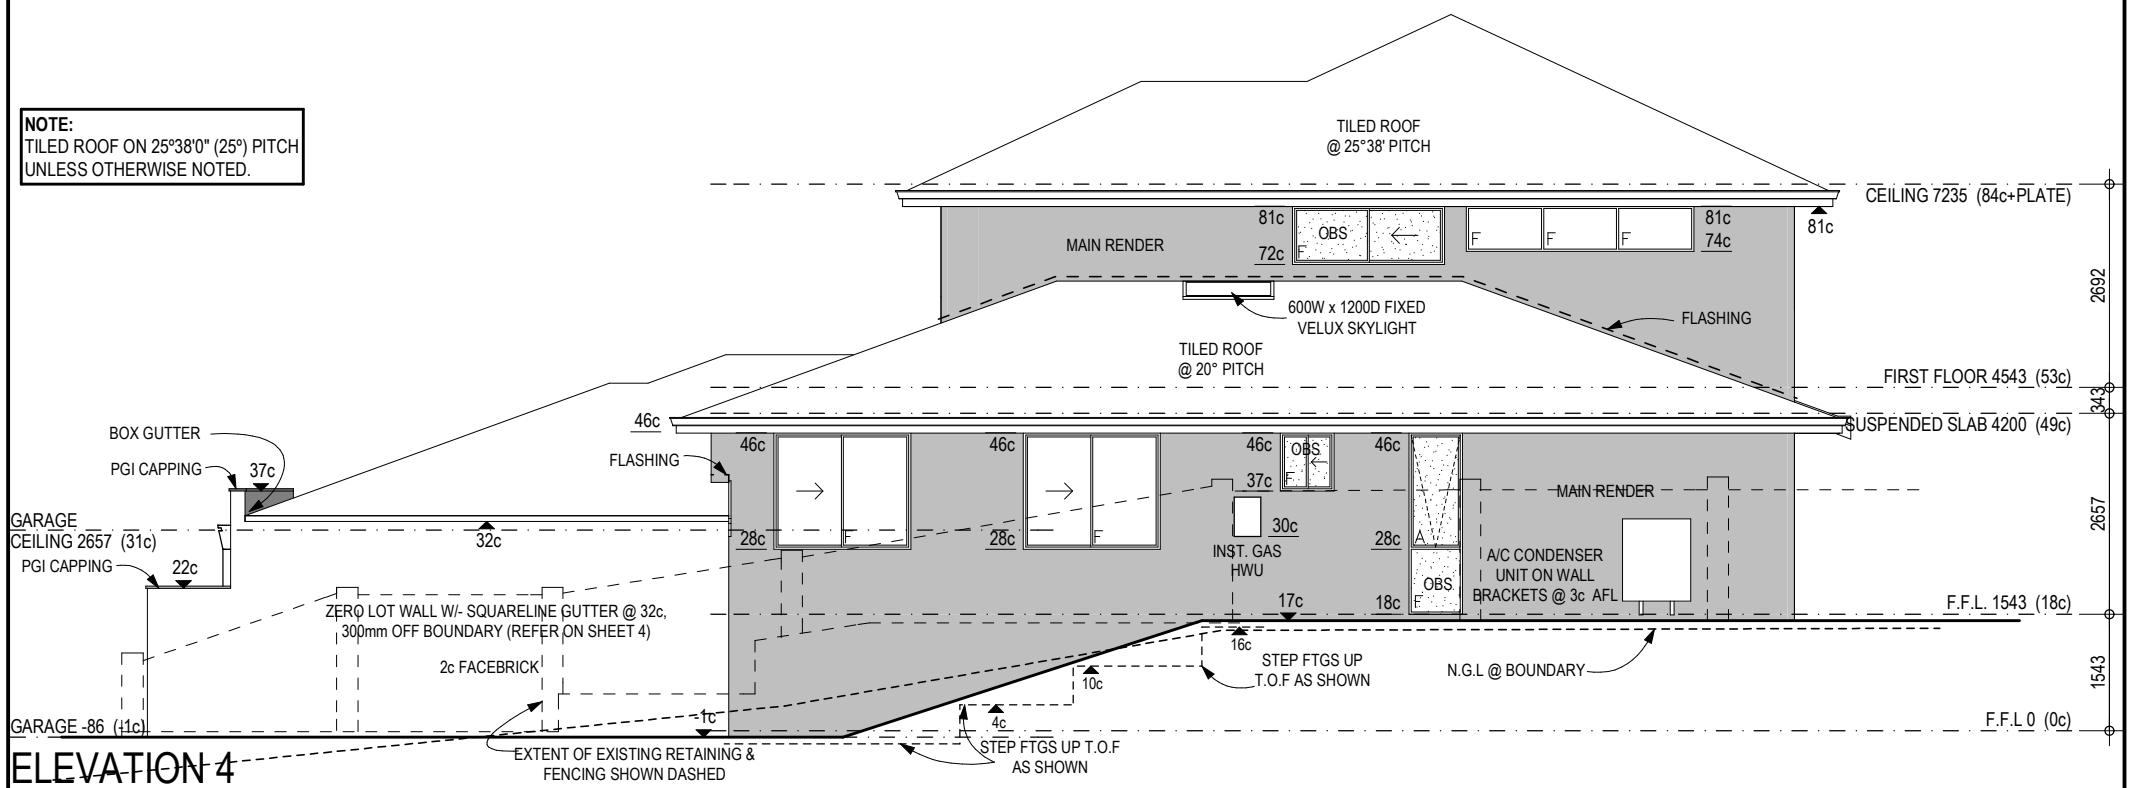 NOTE:
TILED ROOF ON 25º38'0" (25º) PITCH
UNLESS OTHERWISE NOTED.
TILED ROOF
@ 25°38' PITCH
CEILING 7235 (84c+PLATE)
81c
81c
72c
OBS
F
F
F
F
81c
74c
MAIN RENDER
2692
600W x 1200D FIXED
VELUX SKYLIGHT
FLASHING
TILED ROOF
@ 20° PITCH
FIRST FLOOR 4543 (53c)
343
SUSPENDED SLAB 4200 (49c)
46c
BOX GUTTER
PGI CAPPING
37c
FLASHING
46c
28c
F
46c
28c
F
46c
OBS
F
37c
30c
INST. GAS
HWU
46c
28c
18c
A
OBS
F
MAIN RENDER
A/C CONDENSER
UNIT ON WALL
BRACKETS @ 3c AFL
2657
GARAGE
CEILING 2657 (31c)
32c
PGI CAPPING
22c
ZERO LOT WALL W/- SQUARELINE GUTTER @ 32c,
300mm OFF BOUNDARY (REFER ON SHEET 4)
2c FACEBRICK
17c
F.F.L. 1543 (18c)
16c
STEP FTGS UP
T.O.F AS SHOWN
N.G.L @ BOUNDARY
10c
1543
4c
-1c
GARAGE -86 (-1c)
F.F.L 0 (0c)
EXTENT OF EXISTING RETAINING &
FENCING SHOWN DASHED
STEP FTGS UP T.O.F
AS SHOWN
ELEVATION 4